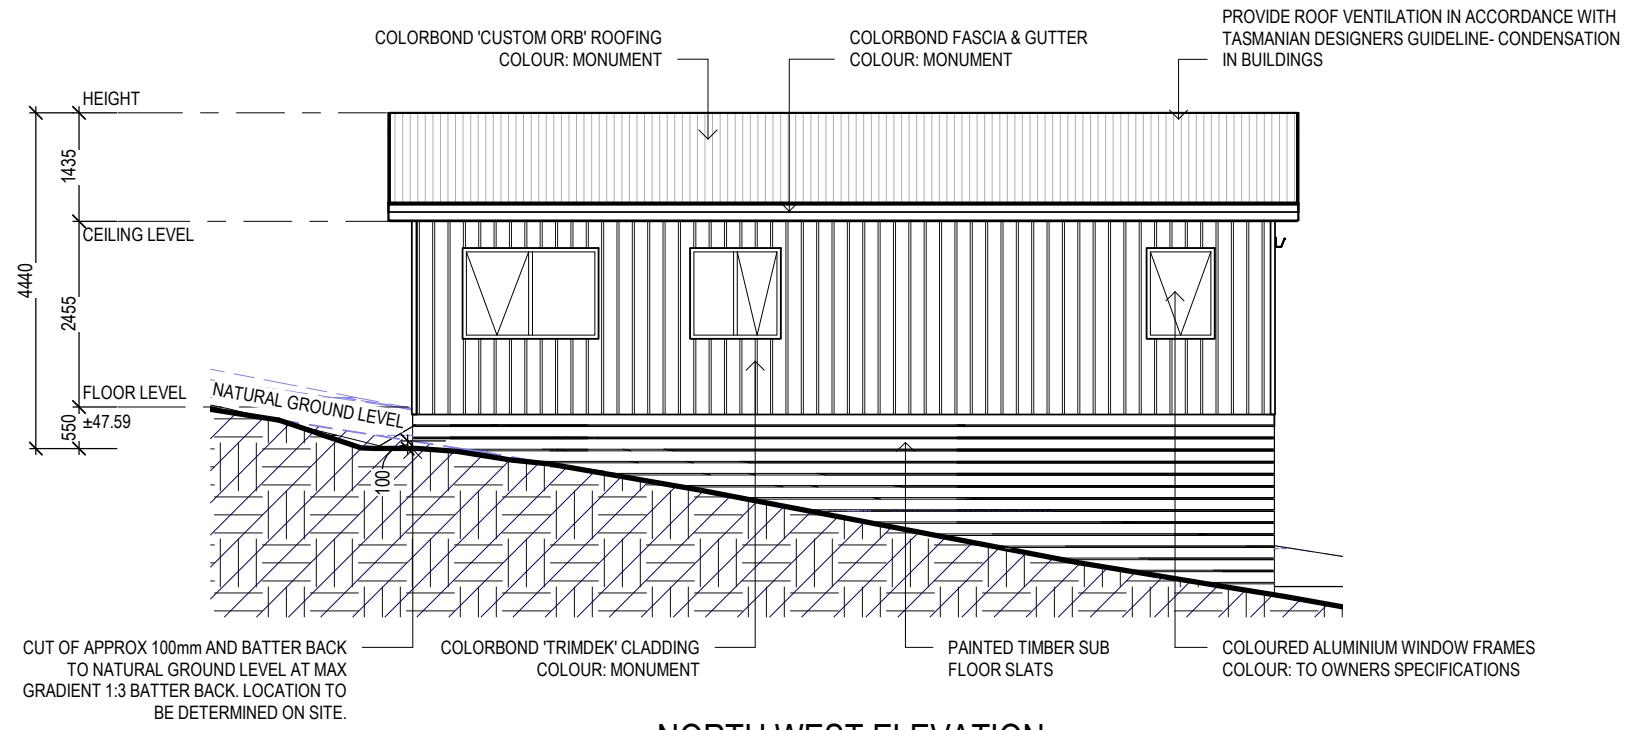 COLORBOND 'CUSTOM ORB' ROOFING
COLOUR: MONUMENT
COLORBOND FASCIA & GUTTER
COLOUR: MONUMENT
PROVIDE ROOF VENTILATION IN ACCORDANCE WITH
TASMANIAN DESIGNERS GUIDELINE- CONDENSATION
IN BUILDINGS
HEIGHT
1435
CEILING LEVEL
4440
2455
FLOOR LEVEL
±47.59
550
NATURAL GROUND LEVEL
100
CUT OF APPROX 100mm AND BATTER BACK
TO NATURAL GROUND LEVEL AT MAX
GRADIENT 1:3 BATTER BACK. LOCATION TO
BE DETERMINED ON SITE.
COLORBOND 'TRIMDEK' CLADDING
COLOUR: MONUMENT
PAINTED TIMBER SUB
FLOOR SLATS
COLOURED ALUMINIUM WINDOW FRAMES
COLOUR: TO OWNERS SPECIFICATIONS
NORTH WEST ELEVATION